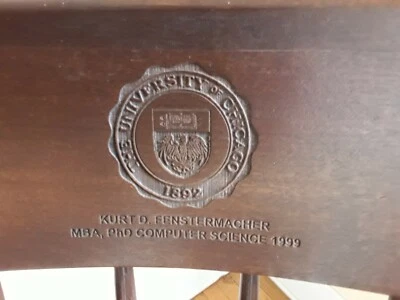 THE UNIVERSITY OF CHICAGO
1892
KURT D. FENSTERMACHER
MBA, PhD COMPUTER SCIENCE 1999